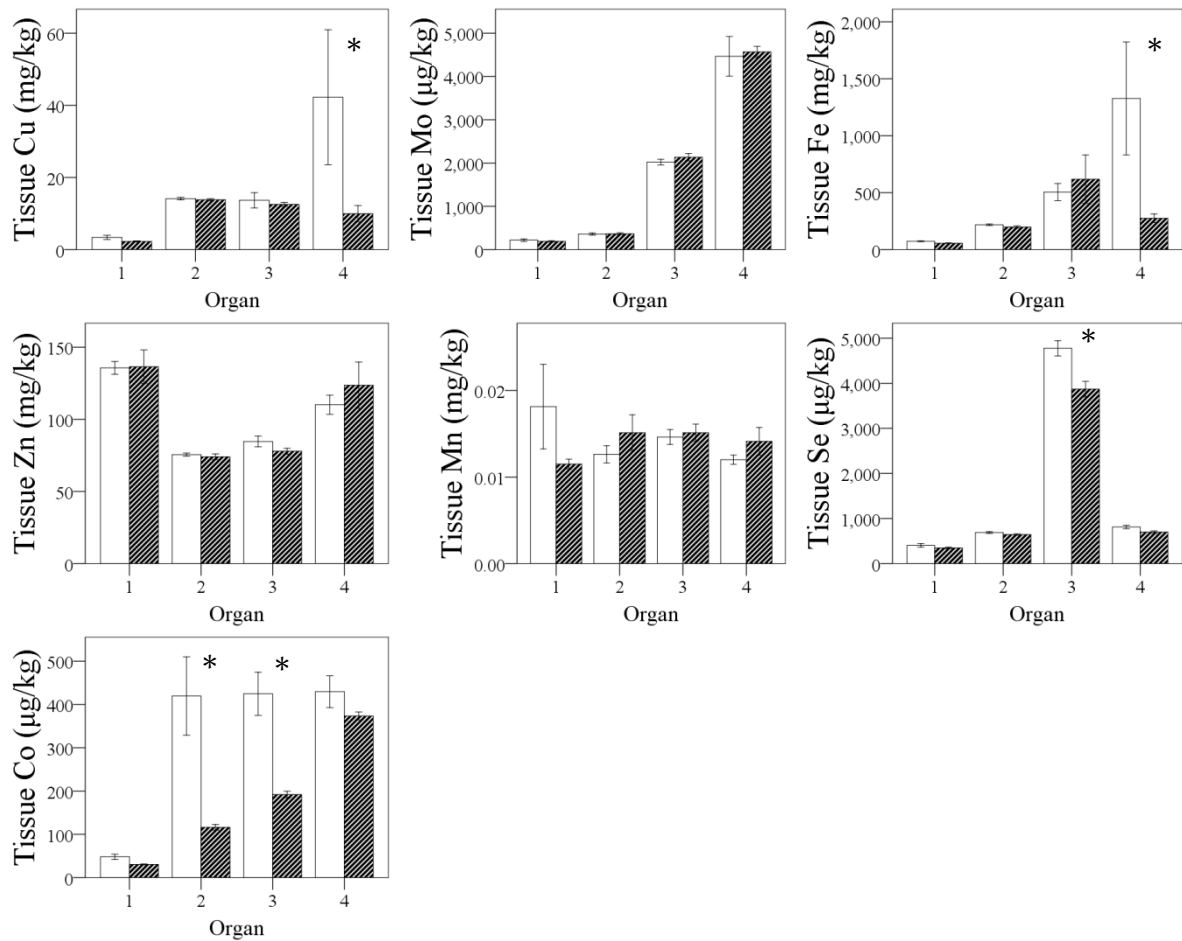 Tissue Cu (mg/kg)
60
40
20
0
*
1 2 3 4
Organ
Tissue Mo (µg/kg)
5,000
4,000
3,000
2,000
1,000
0
1 2 3 4
Organ
Tissue Fe (mg/kg)
2,000
1,500
1,000
500
0
*
1 2 3 4
Organ
Tissue Zn (mg/kg)
150
100
50
0
1 2 3 4
Organ
Tissue Mn (mg/kg)
0.02
0.01
0.00
1 2 3 4
Organ
Tissue Se (µg/kg)
5,000
4,000
3,000
2,000
1,000
0
*
1 2 3 4
Organ
Tissue Co (µg/kg)
500
400
300
200
100
0
* *
1 2 3 4
Organ